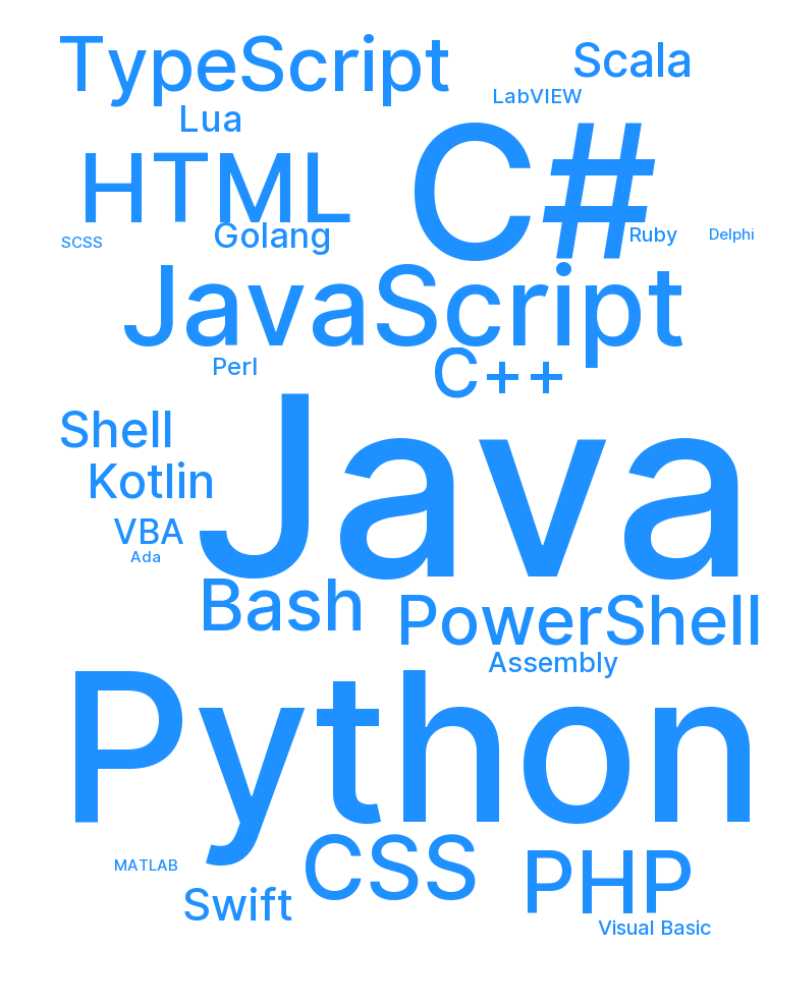 TypeScript
Scala
LabVIEW
Lua
HTML
C#
Golang
Ruby
Delphi
SCSS
JavaScript
Perl
C++
Java
Shell
Kotlin
VBA
Ada
Bash
PowerShell
Assembly
Python
CSS
PHP
MATLAB
Swift
Visual Basic